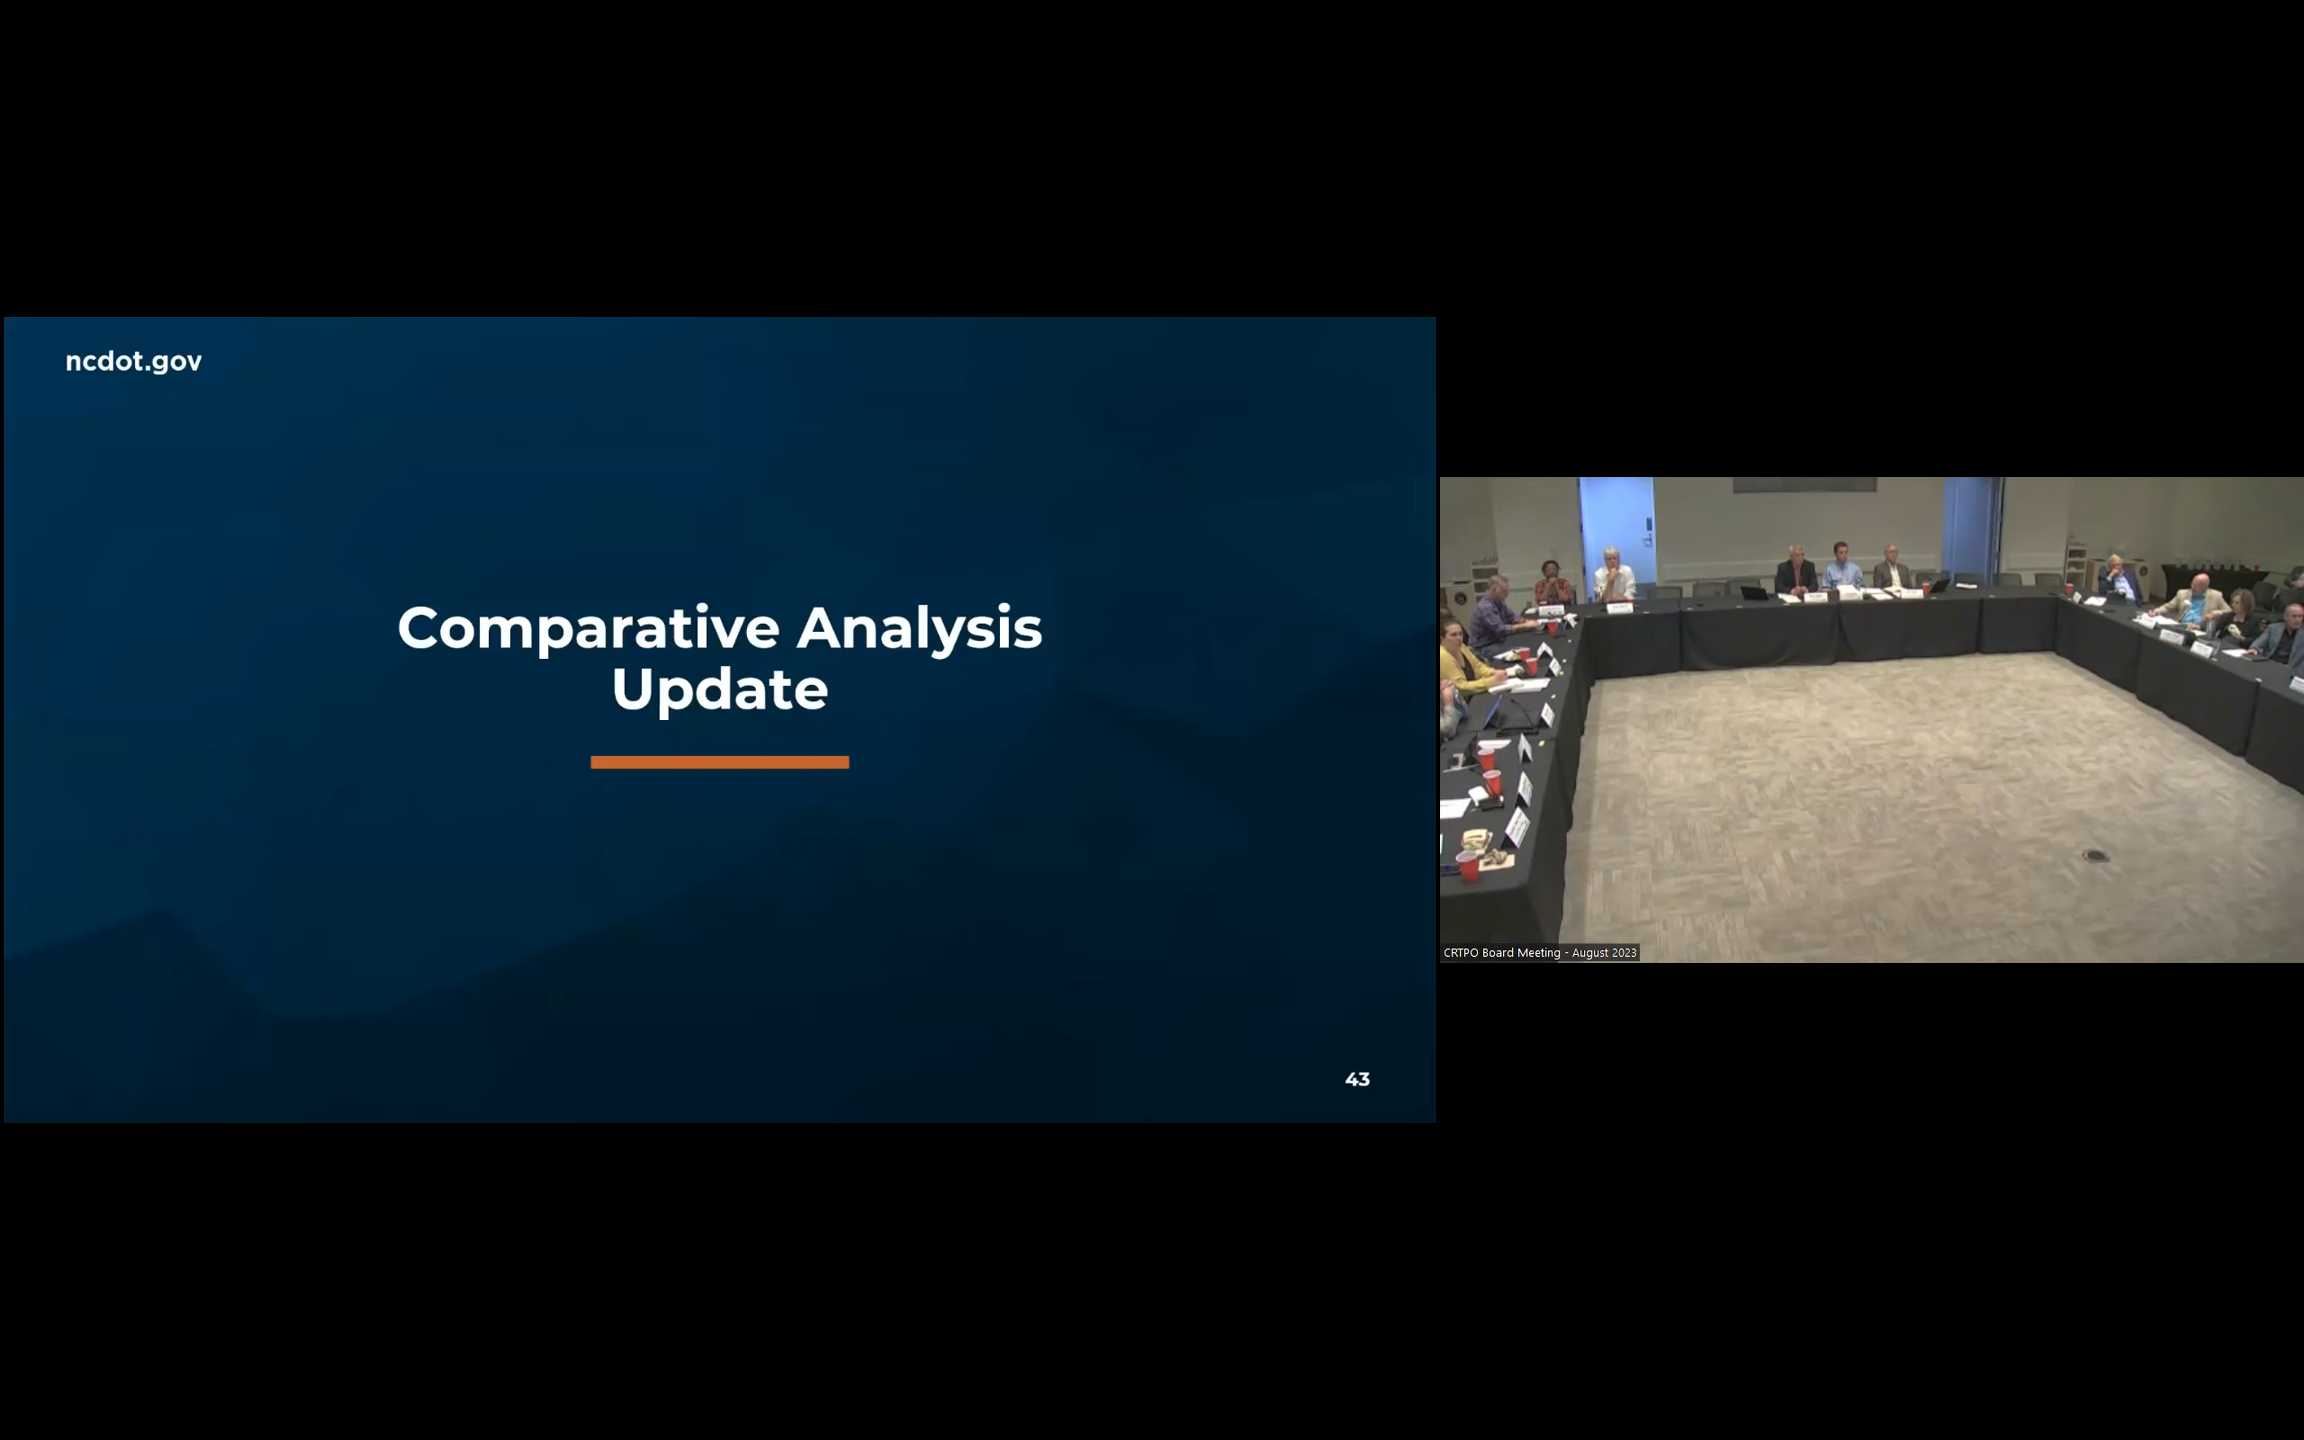 ncdot.gov
Comparative Analysis
Update
43
CRTPO Board Meeting - August 2023